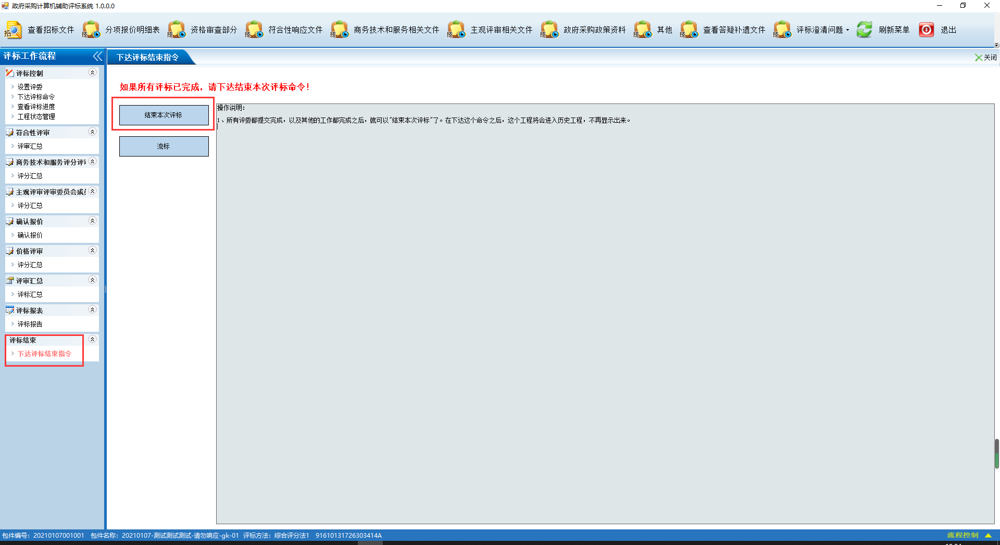 政府采购计算机辅助评标系统 1.0.0.0
查看招标文件 分项报价明细表 资格审查部分 符合性响应文件 商务技术和服务相关文件 主观评审相关文件 政府采购政策资料 其他 查看答疑补遗文件 评标澄清问题 刷新菜单 退出
评标工作流程
下达评标结束指令
关闭
评标控制
设置评委
下达评标命令
查看评标进度
工程状态管理
符合性评审
评审汇总
商务技术和服务评分评
评分汇总
主观评审评审委员会成
评分汇总
确认报价
确认报价
价格评审
评分汇总
评审汇总
评标汇总
评标报表
评标报告
评标结束
下达评标结束指令
如果所有评标已完成，请下达结束本次评标命令！
结束本次评标
流标
操作说明：
1、所有评委都提交完成，以及其他的工作都完成之后，就可以"结束本次评标"了。在下达这个命令之后，这个工程将会进入历史工程，不再显示出来。
包件编号：20210107001001 包件名称：20210107-测试测试测试-请勿响应-gk-01 评标方法：综合评分法1 91610131726303414A
流程控制